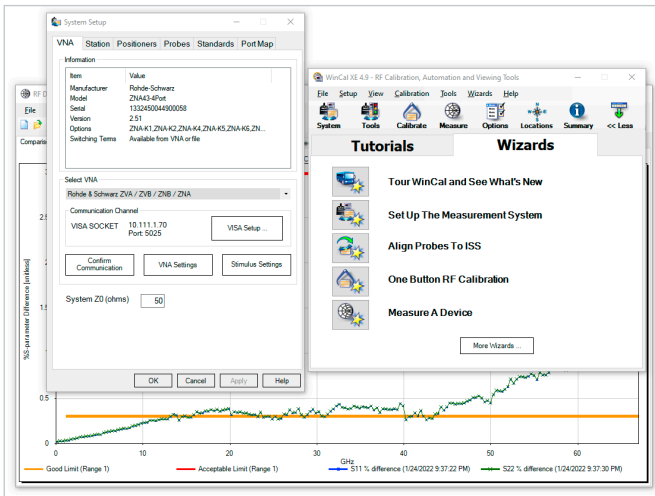 System Setup
VNA Station Positioners Probes Standards Port Map
Information
Item Value
Manufacturer Rohde-Schwarz
Model ZNA43-4Port
Serial 1332450044900058
Version 2.51
Options ZNA-K1,ZNA-K2,ZNA-K4,ZNA-K5,ZNA-K6,ZN...
Switching Terms Available from VNA or file
Select VNA
Rohde & Schwarz ZVA / ZVB / ZNB / ZNA
Communication Channel
VISA SOCKET 10.111.1.70
Port: 5025
VISA Setup ...
Confirm
Communication
VNA Settings
Stimulus Settings
System Z0 (ohms) 50
OK Cancel Apply Help
WinCal XE 4.9 - RF Calibration, Automation and Viewing Tools
File Setup View Calibration Tools Wizards Help
System Tools Calibrate Measure Options Locations Summary << Less
Tutorials Wizards
Tour WinCal and See What's New
Set Up The Measurement System
Align Probes To ISS
One Button RF Calibration
Measure A Device
More Wizards ...
RF D
File
%S-parameter Difference [unitless]
2.5
1.5
0.5
0
0 10 20 30 40 50 60
GHz
Good Limit (Range 1) Acceptable Limit (Range 1) S11 % difference (1/24/2022 9:37:22 PM) S22 % difference (1/24/2022 9:37:30 PM)